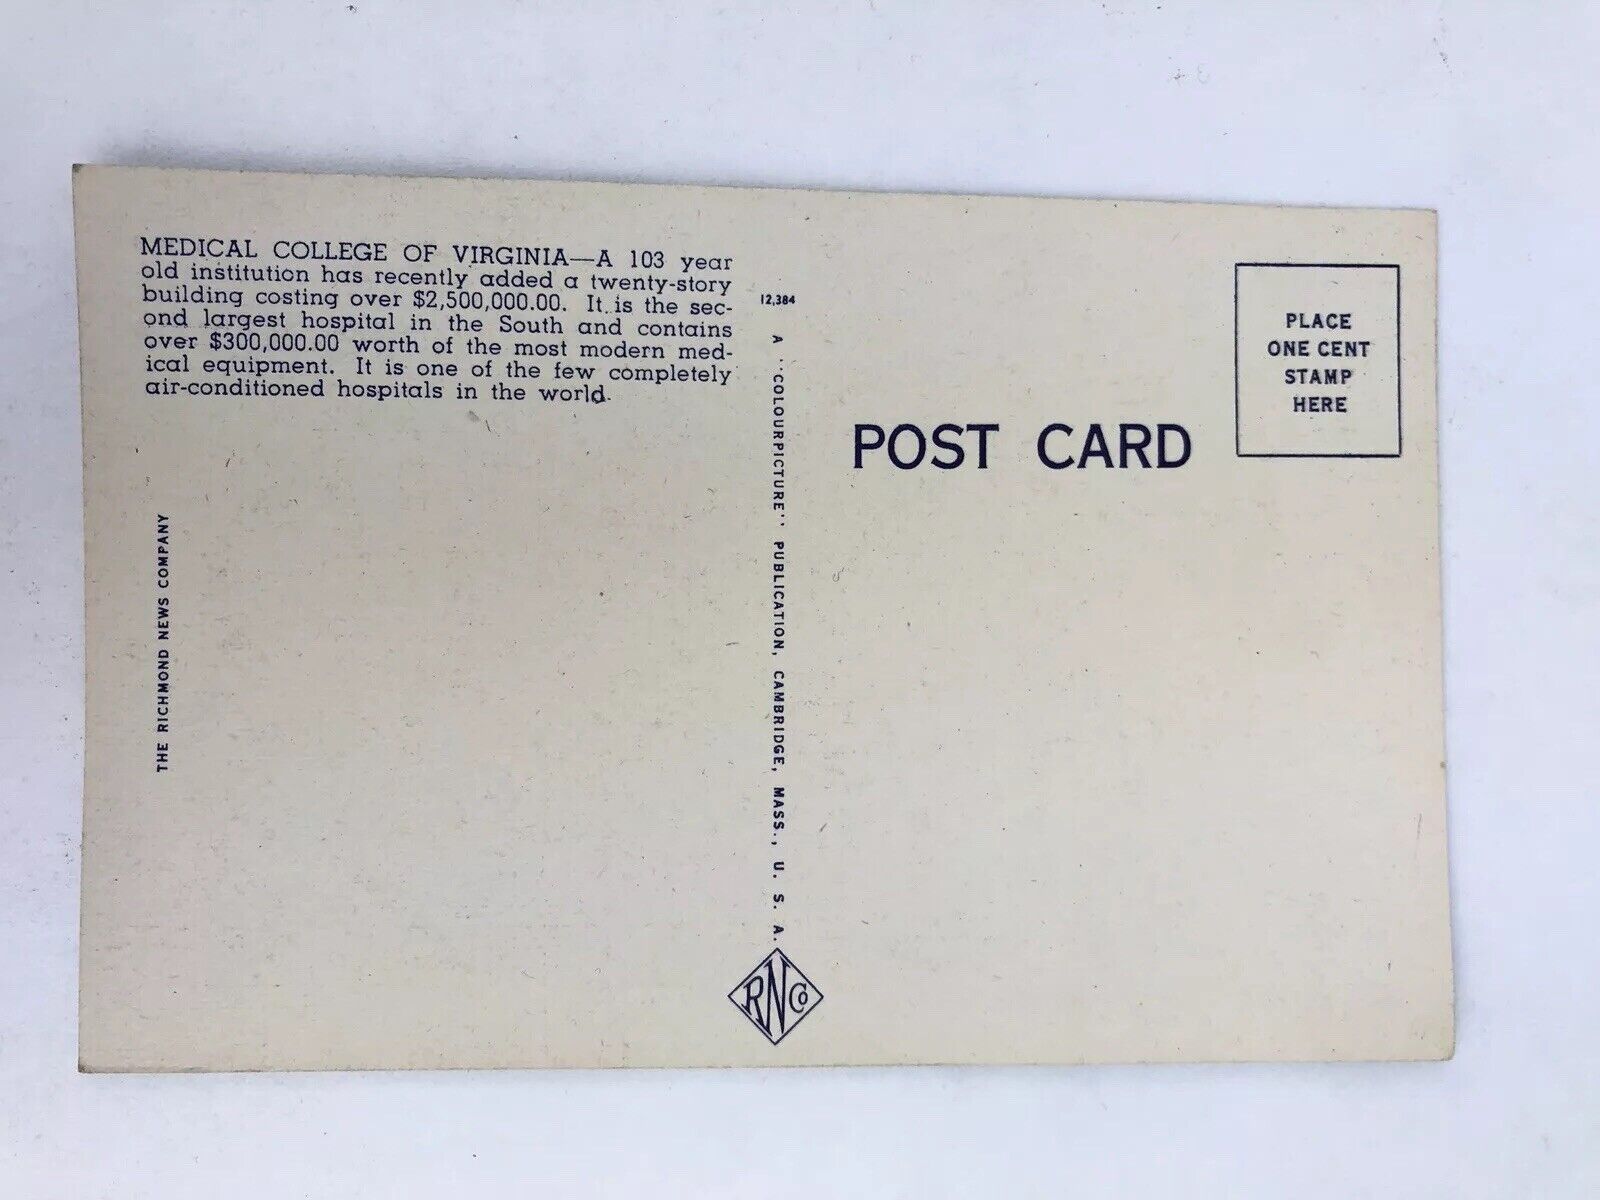 MEDICAL COLLEGE OF VIRGINIA—A 103 year
old institution has recently added a twenty-story
building costing over $2,500,000.00. It is the sec-
ond largest hospital in the South and contains
over $300,000.00 worth of the most modern med-
ical equipment. It is one of the few completely
air-conditioned hospitals in the world.
THE RICHMOND NEWS COMPANY
12,384
A "COLOURPICTURE" PUBLICATION, CAMBRIDGE, MASS., U. S. A.
RNCo
POST CARD
PLACE
ONE CENT
STAMP
HERE